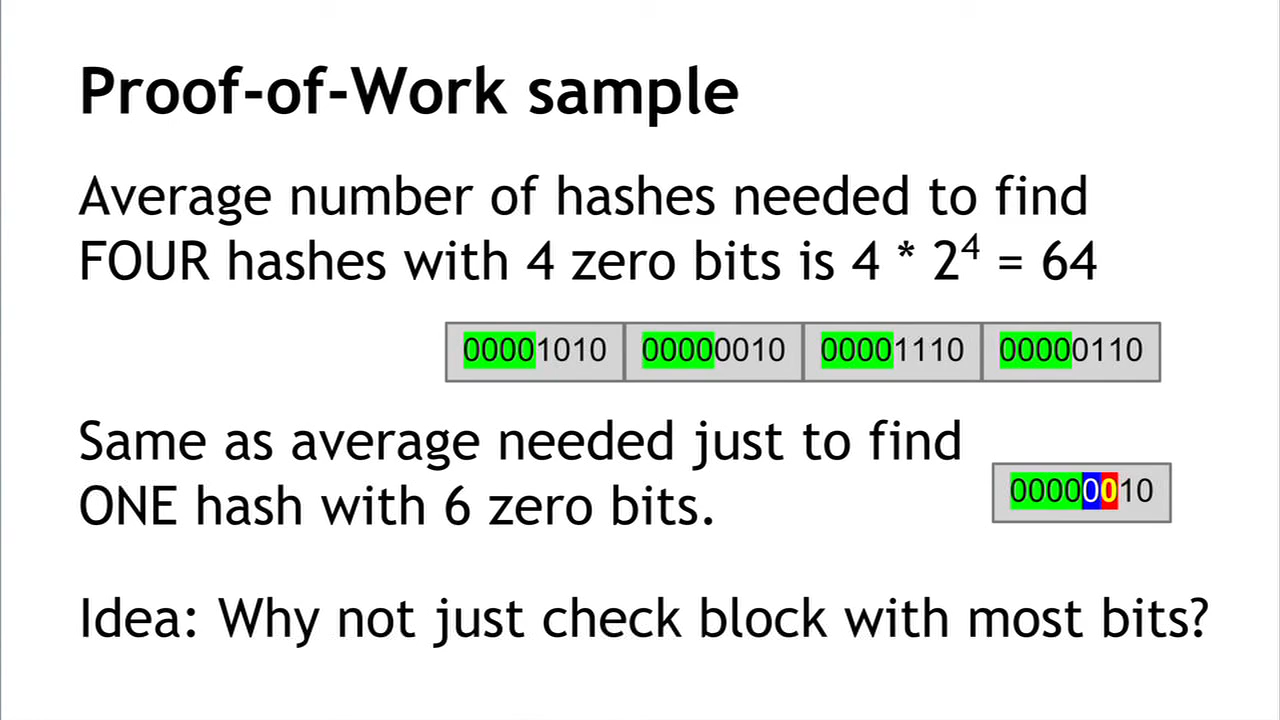 Proof-of-Work sample
Average number of hashes needed to find
FOUR hashes with 4 zero bits is 4 * 2⁴ = 64
00001010 00000010 00001110 00000110
Same as average needed just to find
ONE hash with 6 zero bits.
00000010
Idea: Why not just check block with most bits?